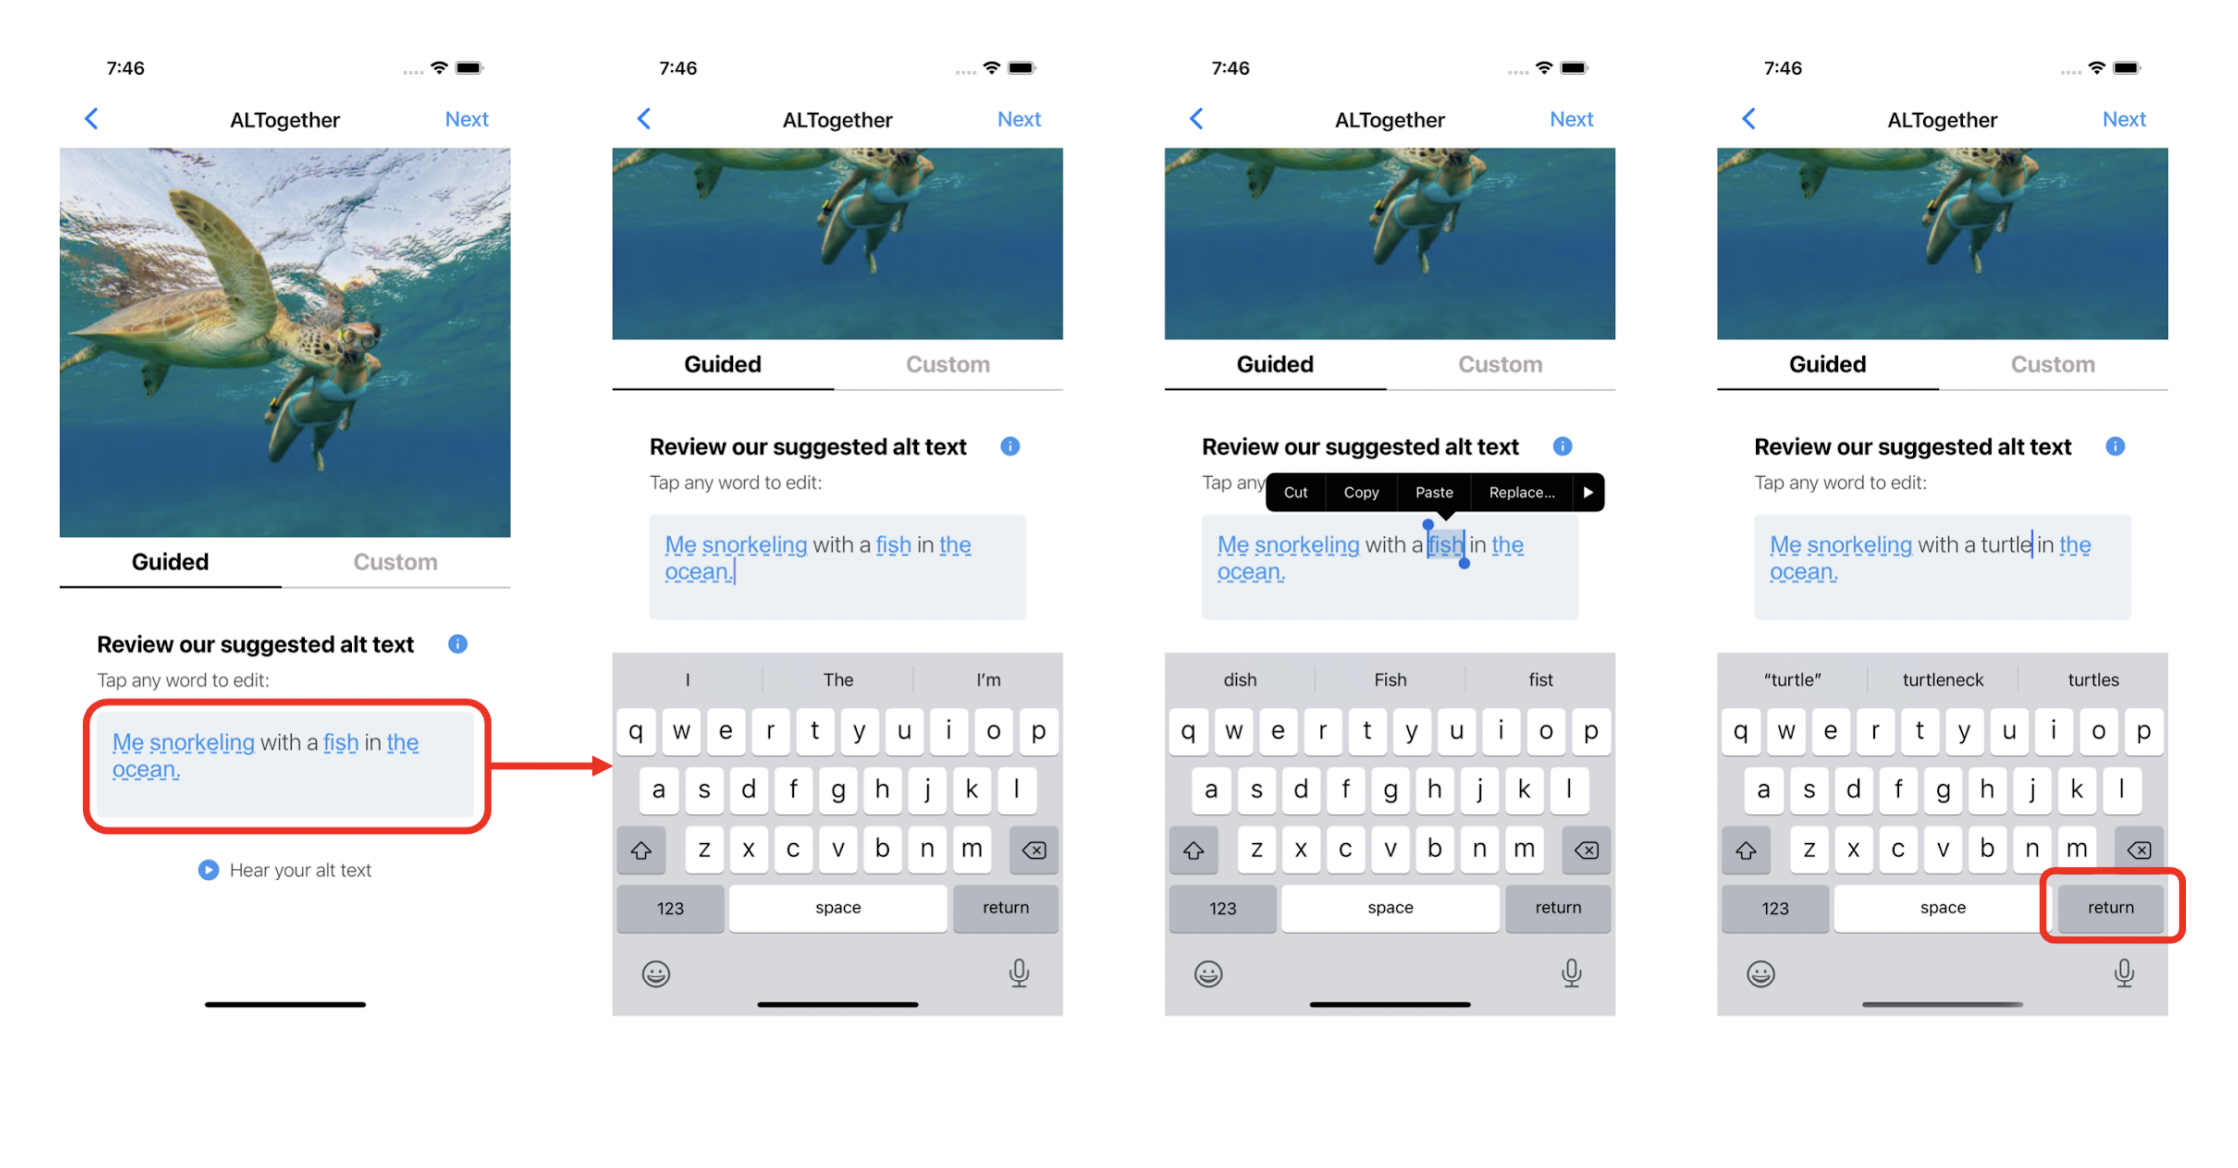 7:46
ALTogether
Next
Guided
Custom
Review our suggested alt text
Tap any word to edit:
Me snorkeling with a fish in the
ocean.
Hear your alt text
7:46
ALTogether
Next
Guided
Custom
Review our suggested alt text
Tap any word to edit:
Me snorkeling with a fish in the
ocean.
I The I'm
q w e r t y u i o p
a s d f g h j k l
z x c v b n m
123 space return
7:46
ALTogether
Next
Guided
Custom
Review our suggested alt text
Tap any
Cut Copy Paste Replace...
Me snorkeling with a fish in the
ocean.
dish Fish fist
q w e r t y u i o p
a s d f g h j k l
z x c v b n m
123 space return
7:46
ALTogether
Next
Guided
Custom
Review our suggested alt text
Tap any word to edit:
Me snorkeling with a turtle in the
ocean.
“turtle” turtleneck turtles
q w e r t y u i o p
a s d f g h j k l
z x c v b n m
123 space return